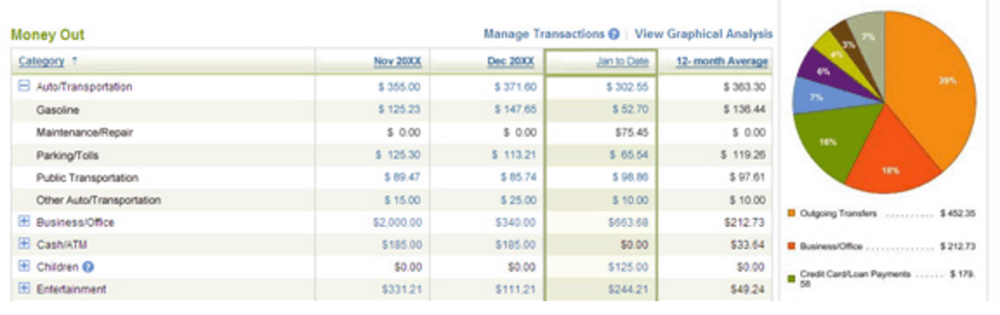 Money Out
Manage Transactions ? | View Graphical Analysis
Category ↑ Nov 20XX Dec 20XX Jan to Date 12- month Average
Auto/Transportation $ 355.00 $ 371.60 $ 302.55 $ 363.30
Gasoline $ 125.23 $ 147.65 $ 52.70 $ 136.44
Maintenance/Repair $ 0.00 $ 0.00 $75.45 $ 0.00
Parking/Tolls $ 125.30 $ 113.21 $ 65.54 $ 119.26
Public Transportation $ 89.47 $ 85.74 $ 98.86 $ 97.61
Other Auto/Transportation $ 15.00 $ 25.00 $ 10.00 $ 10.00
Business/Office $2,000.00 $340.00 $663.68 $212.73
Cash/ATM $185.00 $185.00 $0.00 $33.64
Children ? $0.00 $0.00 $125.00 $0.00
Entertainment $331.21 $111.21 $244.21 $49.24
39%
18%
16%
7%
6%
4%
3%
7%
Outgoing Transfers .......... $ 452.35
Business/Office .............. $ 212.73
Credit Card/Loan Payments ...... $ 179.
58